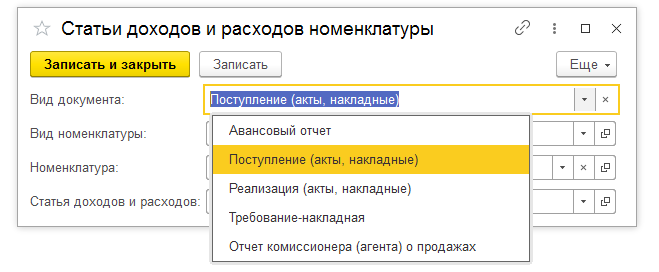 Статьи доходов и расходов номенклатуры
Записать и закрыть Записать Еще
Вид документа: Поступление (акты, накладные)
Авансовый отчет
Вид номенклатуры:
Поступление (акты, накладные)
Номенклатура:
Реализация (акты, накладные)
Статья доходов и расходов:
Требование-накладная
Отчет комиссионера (агента) о продажах